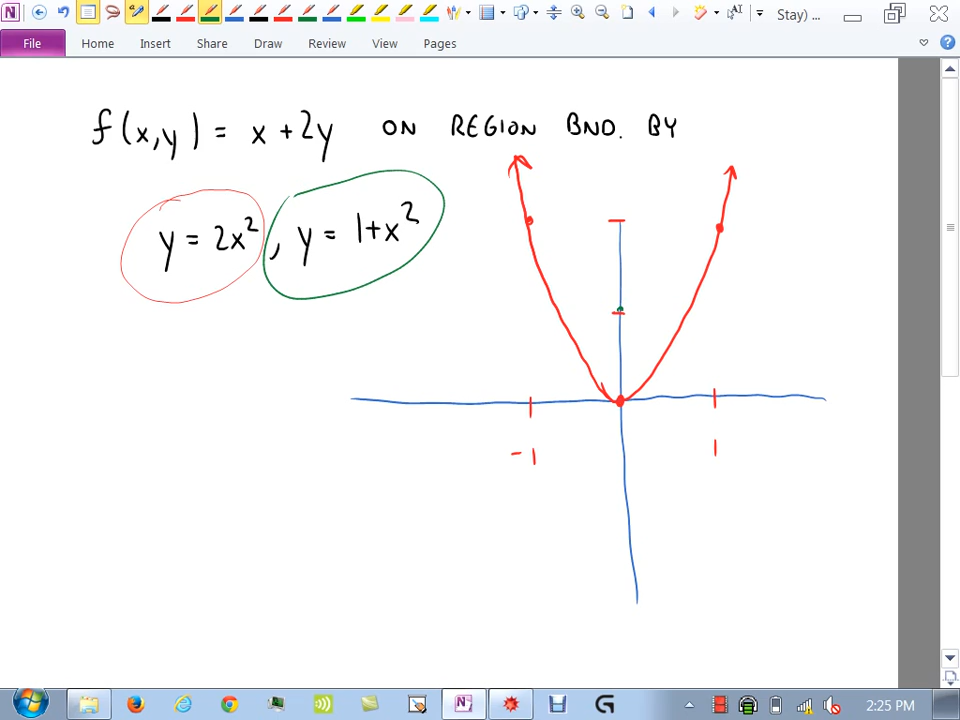 Stay) ...
File Home Insert Share Draw Review View Pages
f(x,y) = x + 2y ON REGION BND. BY
y = 2x², y = 1+x²
-1 1
2:25 PM